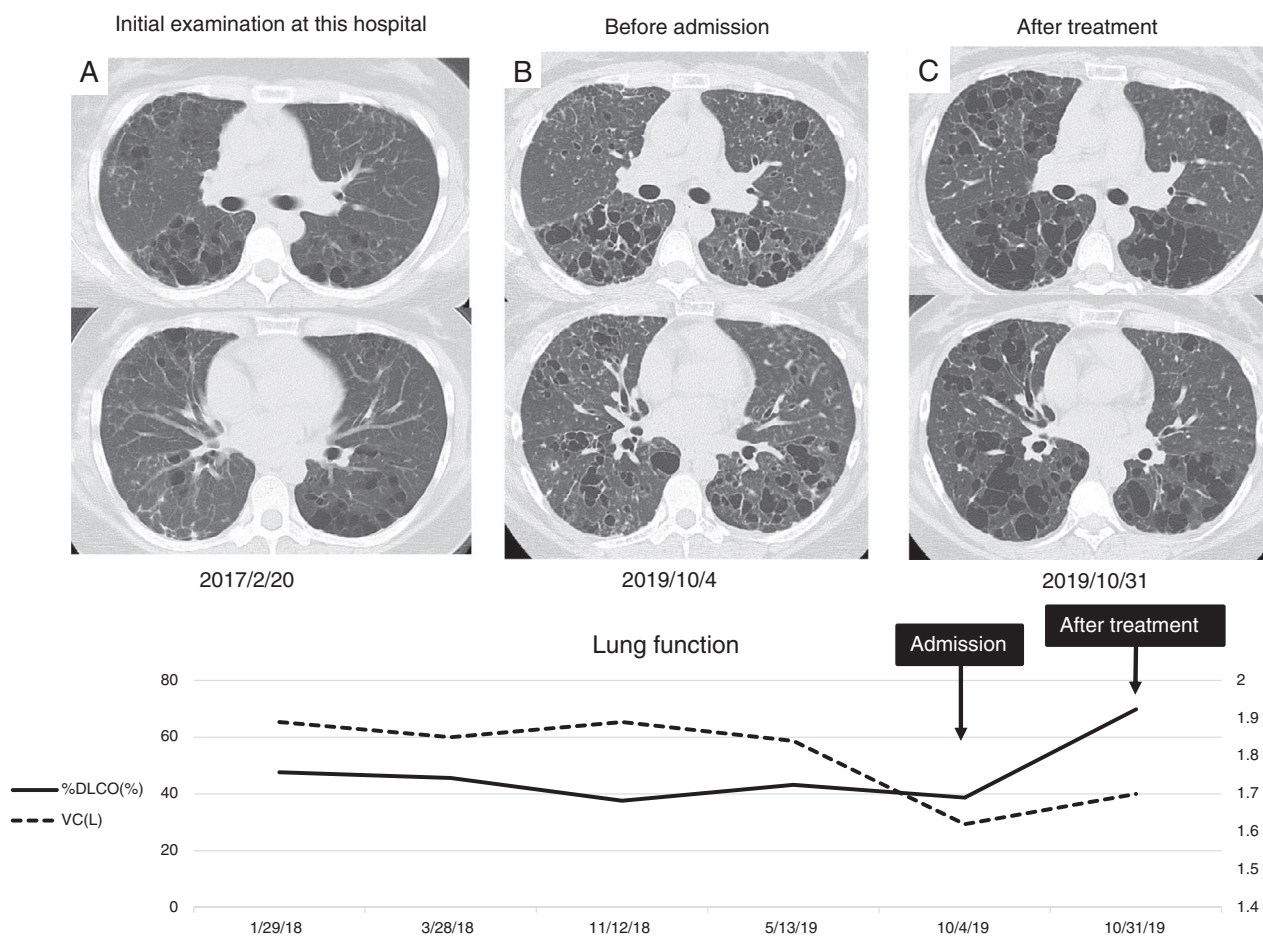 Initial examination at this hospital
Before admission
After treatment
A
B
C
2017/2/20
2019/10/4
2019/10/31
Lung function
Admission
After treatment
80
60
40
20
0
2
1.9
1.8
1.7
1.6
1.5
1.4
%DLCO(%)
VC(L)
1/29/18
3/28/18
11/12/18
5/13/19
10/4/19
10/31/19